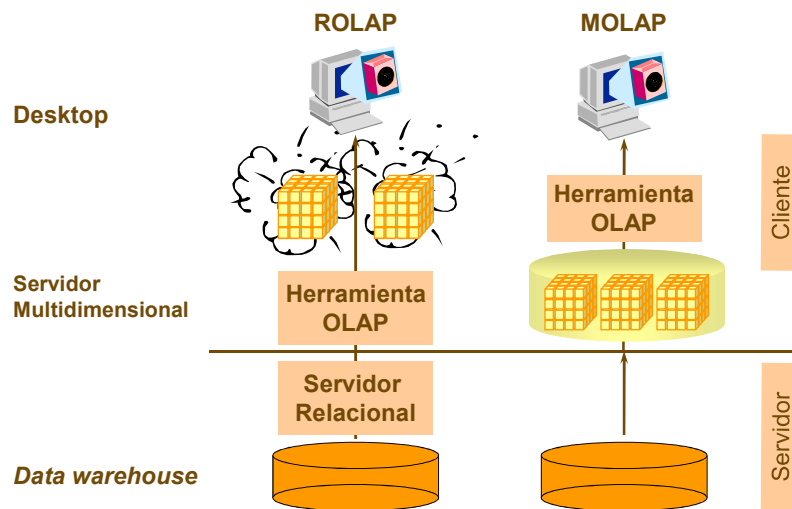 ROLAP
MOLAP
Desktop
Herramienta
OLAP
Cliente
Servidor
Multidimensional
Herramienta
OLAP
Servidor
Relacional
Servidor
Data warehouse